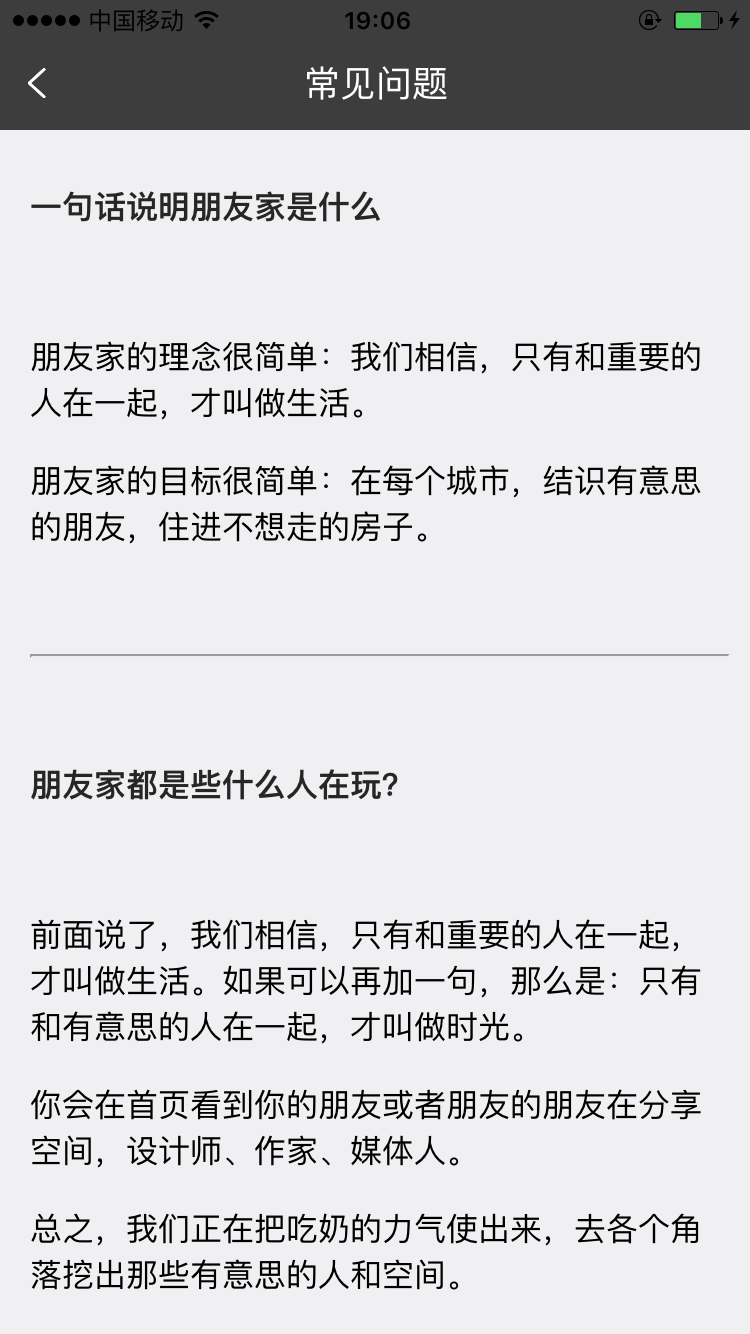 中国移动
19:06
常见问题
一句话说明朋友家是什么
朋友家的理念很简单：我们相信，只有和重要的
人在一起，才叫做生活。
朋友家的目标很简单：在每个城市，结识有意思
的朋友，住进不想走的房子。
朋友家都是些什么人在玩?
前面说了，我们相信，只有和重要的人在一起，
才叫做生活。如果可以再加一句，那么是：只有
和有意思的人在一起，才叫做时光。
你会在首页看到你的朋友或者朋友的朋友在分享
空间，设计师、作家、媒体人。
总之，我们正在把吃奶的力气使出来，去各个角
落挖出那些有意思的人和空间。